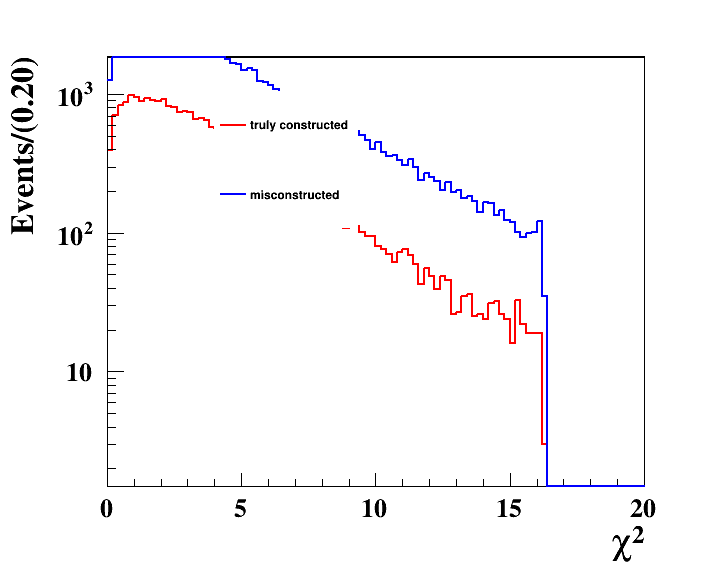 Events/(0.20)
10³
10²
10
truly constructed
misconstructed
0 5 10 15 20
χ²